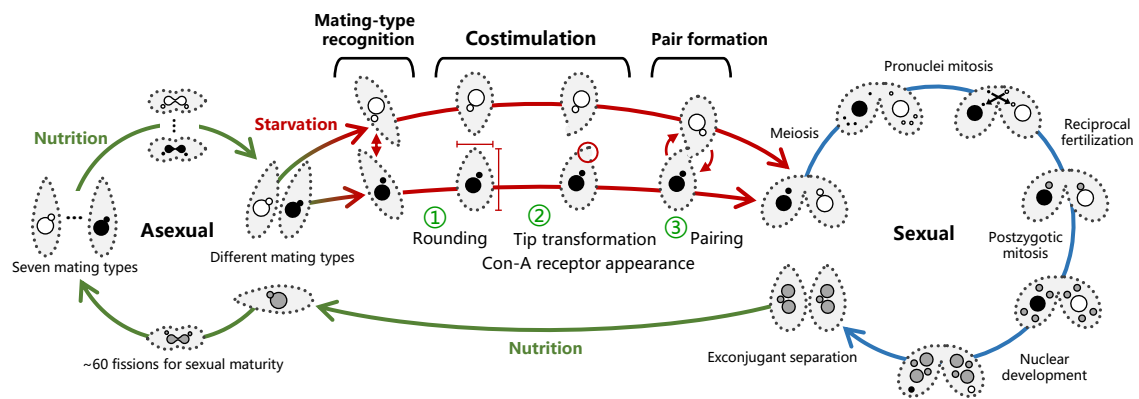 Mating-type
recognition
Costimulation
Pair formation
Pronuclei mitosis
Nutrition
Starvation
Meiosis
Reciprocal
fertilization
Asexual
①
Rounding
②
Tip transformation
③
Pairing
Con-A receptor appearance
Sexual
Seven mating types
Different mating types
Postzygotic
mitosis
~60 fissions for sexual maturity
Nutrition
Exconjugant separation
Nuclear
development